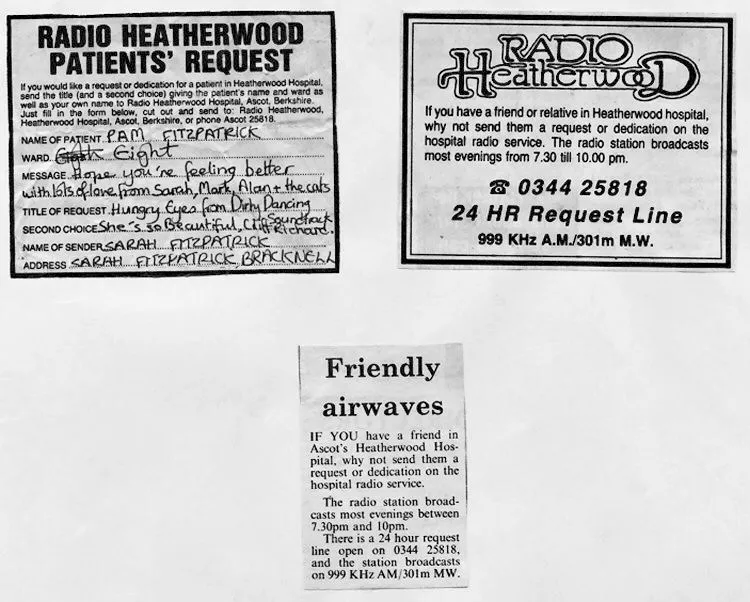 RADIO HEATHERWOOD
PATIENTS' REQUEST
If you would like a request or dedication for a patient in Heatherwood Hospital,
send the title (and a second choice) giving the patient's name and ward as
well as your own name to Radio Heatherwood Hospital, Ascot, Berkshire.
Just fill in the form below, cut out and send to: Radio Heatherwood,
Heatherwood Hospital, Ascot, Berkshire, or phone Ascot 25818.
NAME OF PATIENT PAM FITZPATRICK
WARD Eight
MESSAGE Hope you're feeling better
with lots of love from Sarah, Mark, Alan + the cats
TITLE OF REQUEST Hungry Eyes from Dirty Dancing
Soundtrack
SECOND CHOICE She's so Beautiful, Cliff Richard.
NAME OF SENDER SARAH FITZPATRICK
ADDRESS SARAH FITZPATRICK, BRACKNELL
RADIO
HeatherwooD
If you have a friend or relative in Heatherwood hospital,
why not send them a request or dedication on the
hospital radio service. The radio station broadcasts
most evenings from 7.30 till 10.00 pm.
☎ 0344 25818
24 HR Request Line
999 KHz A.M./301m M.W.
Friendly
airwaves
IF YOU have a friend in
Ascot's Heatherwood Hos-
pital, why not send them a
request or dedication on the
hospital radio service.
The radio station broad-
casts most evenings between
7.30pm and 10pm.
There is a 24 hour request
line open on 0344 25818,
and the station broadcasts
on 999 KHz AM/301m MW.